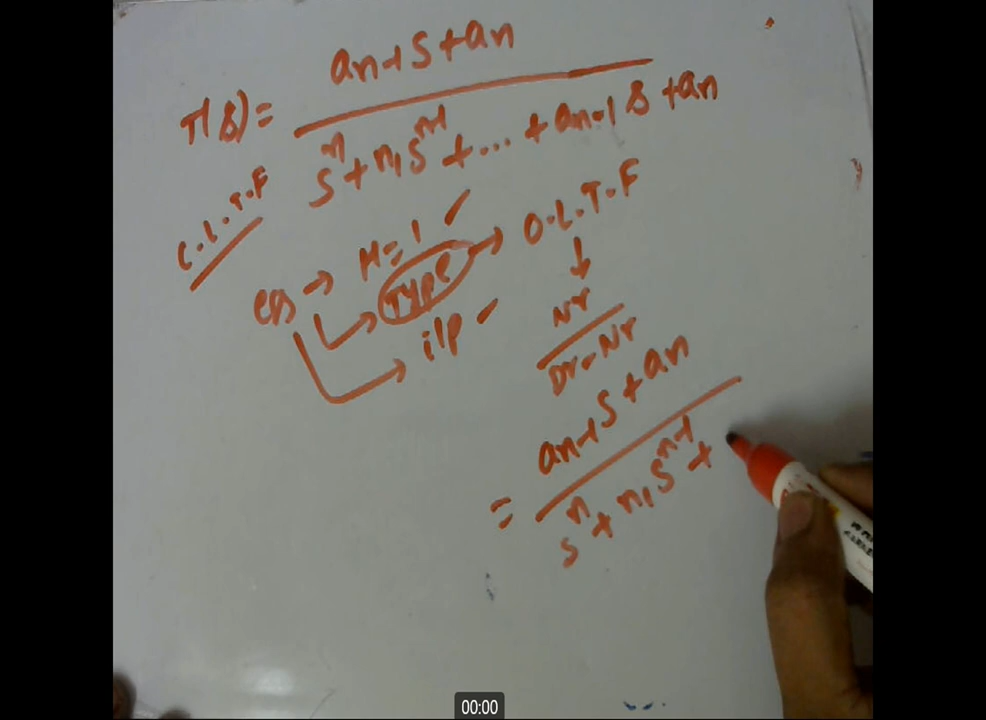 an-1 S + an
T(S) =
S^n + n1 S^n-1 + ... + an-1 S + an
C.L.T.F
ess → H=1 ✓
TYPE → O.L.T.F
i/p ✓
Nr
Dr-Nr
an-1 S + an
=
S^n + n1 S^n-1 +
00:00